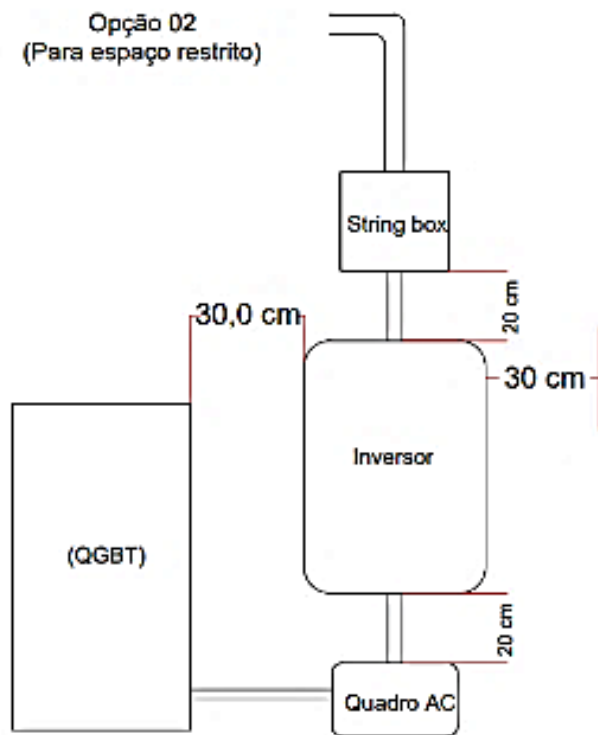 Opção 02
(Para espaço restrito)
String box
20 cm
30,0 cm
30 cm
Inversor
(QGBT)
20 cm
Quadro AC